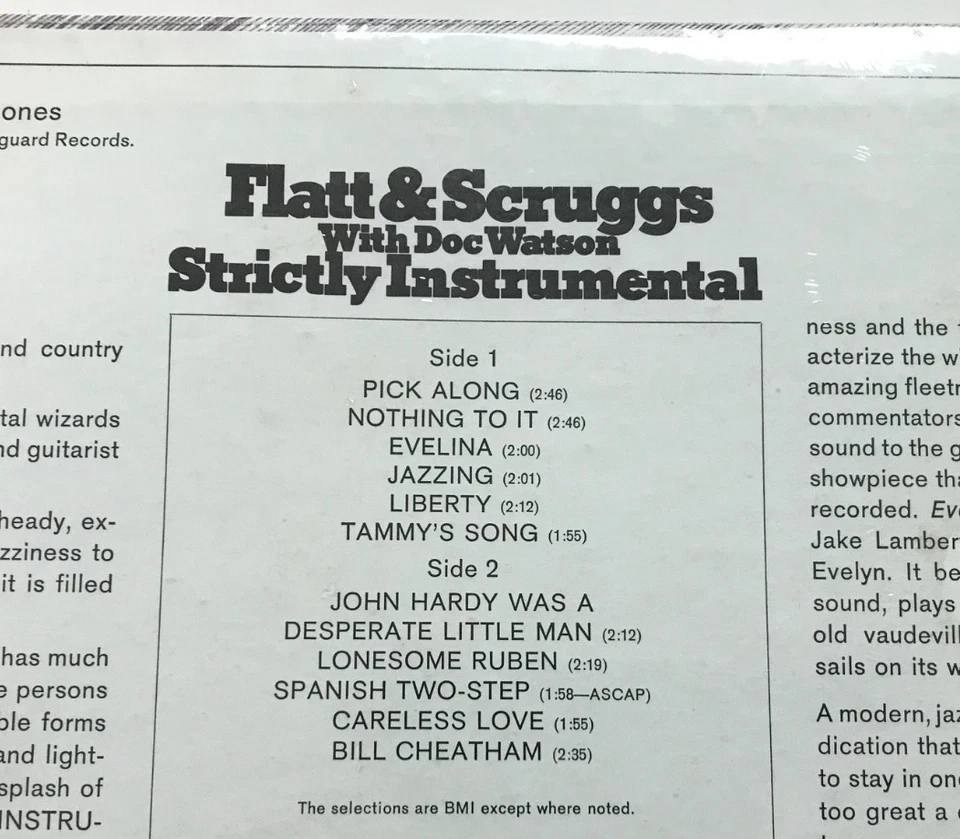 ones
guard Records.
Flatt & Scruggs
With Doc Watson
Strictly Instrumental
nd country
tal wizards
nd guitarist
heady, ex-
zziness to
it is filled
has much
e persons
ble forms
and light-
splash of
INSTRU-
Side 1
PICK ALONG (2:46)
NOTHING TO IT (2:46)
EVELINA (2:00)
JAZZING (2:01)
LIBERTY (2:12)
TAMMY'S SONG (1:55)
Side 2
JOHN HARDY WAS A
DESPERATE LITTLE MAN (2:12)
LONESOME RUBEN (2:19)
SPANISH TWO-STEP (1:58—ASCAP)
CARELESS LOVE (1:55)
BILL CHEATHAM (2:35)
The selections are BMI except where noted.
ness and the
acterize the w
amazing fleetr
commentators
sound to the g
showpiece tha
recorded. Eve
Jake Lamber
Evelyn. It be
sound, plays
old vaudevill
sails on its w
A modern, jaz
dication that
to stay in one
too great a